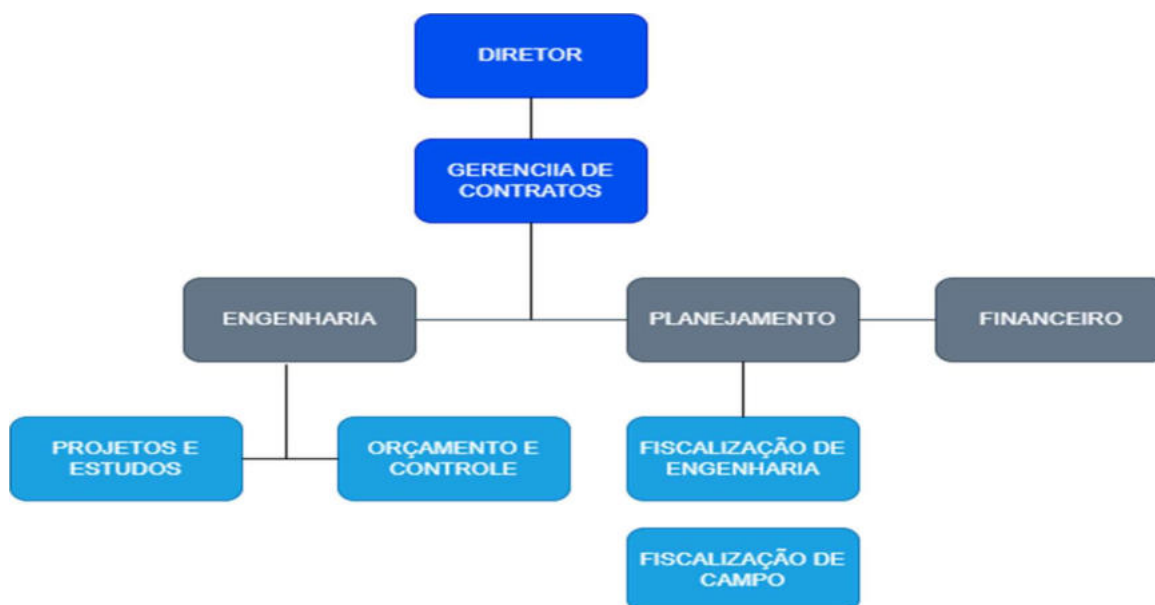 DIRETOR
GERENCIIA DE
CONTRATOS
ENGENHARIA
PLANEJAMENTO
FINANCEIRO
PROJETOS E
ESTUDOS
ORÇAMENTO E
CONTROLE
FISCALIZAÇÃO DE
ENGENHARIA
FISCALIZAÇÃO DE
CAMPO